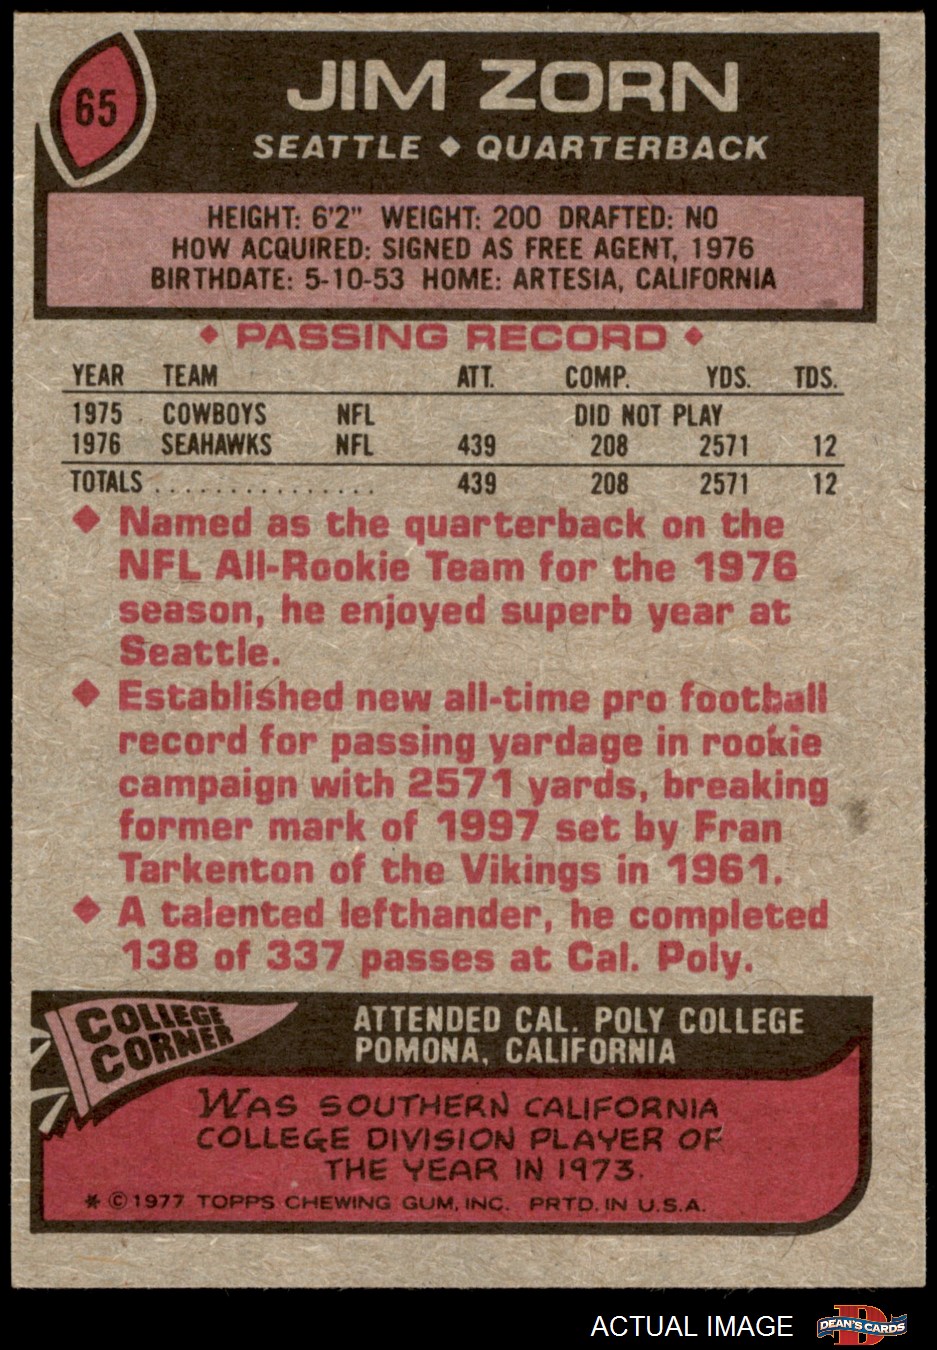 65
JIM ZORN
SEATTLE ◆ QUARTERBACK
HEIGHT: 6'2" WEIGHT: 200 DRAFTED: NO
HOW ACQUIRED: SIGNED AS FREE AGENT, 1976
BIRTHDATE: 5-10-53 HOME: ARTESIA, CALIFORNIA
◆ PASSING RECORD ◆
YEAR TEAM ATT. COMP. YDS. TDS.
1975 COWBOYS NFL DID NOT PLAY
1976 SEAHAWKS NFL 439 208 2571 12
TOTALS . . . . . . . . . . . . . . . 439 208 2571 12
◆ Named as the quarterback on the
NFL All-Rookie Team for the 1976
season, he enjoyed superb year at
Seattle.
◆ Established new all-time pro football
record for passing yardage in rookie
campaign with 2571 yards, breaking
former mark of 1997 set by Fran
Tarkenton of the Vikings in 1961.
◆ A talented lefthander, he completed
138 of 337 passes at Cal. Poly.
COLLEGE
CORNER
ATTENDED CAL. POLY COLLEGE
POMONA, CALIFORNIA
WAS SOUTHERN CALIFORNIA
COLLEGE DIVISION PLAYER OF
THE YEAR IN 1973.
* © 1977 TOPPS CHEWING GUM, INC. PRTD. IN U.S.A.
ACTUAL IMAGE
D
DEAN'S CARDS